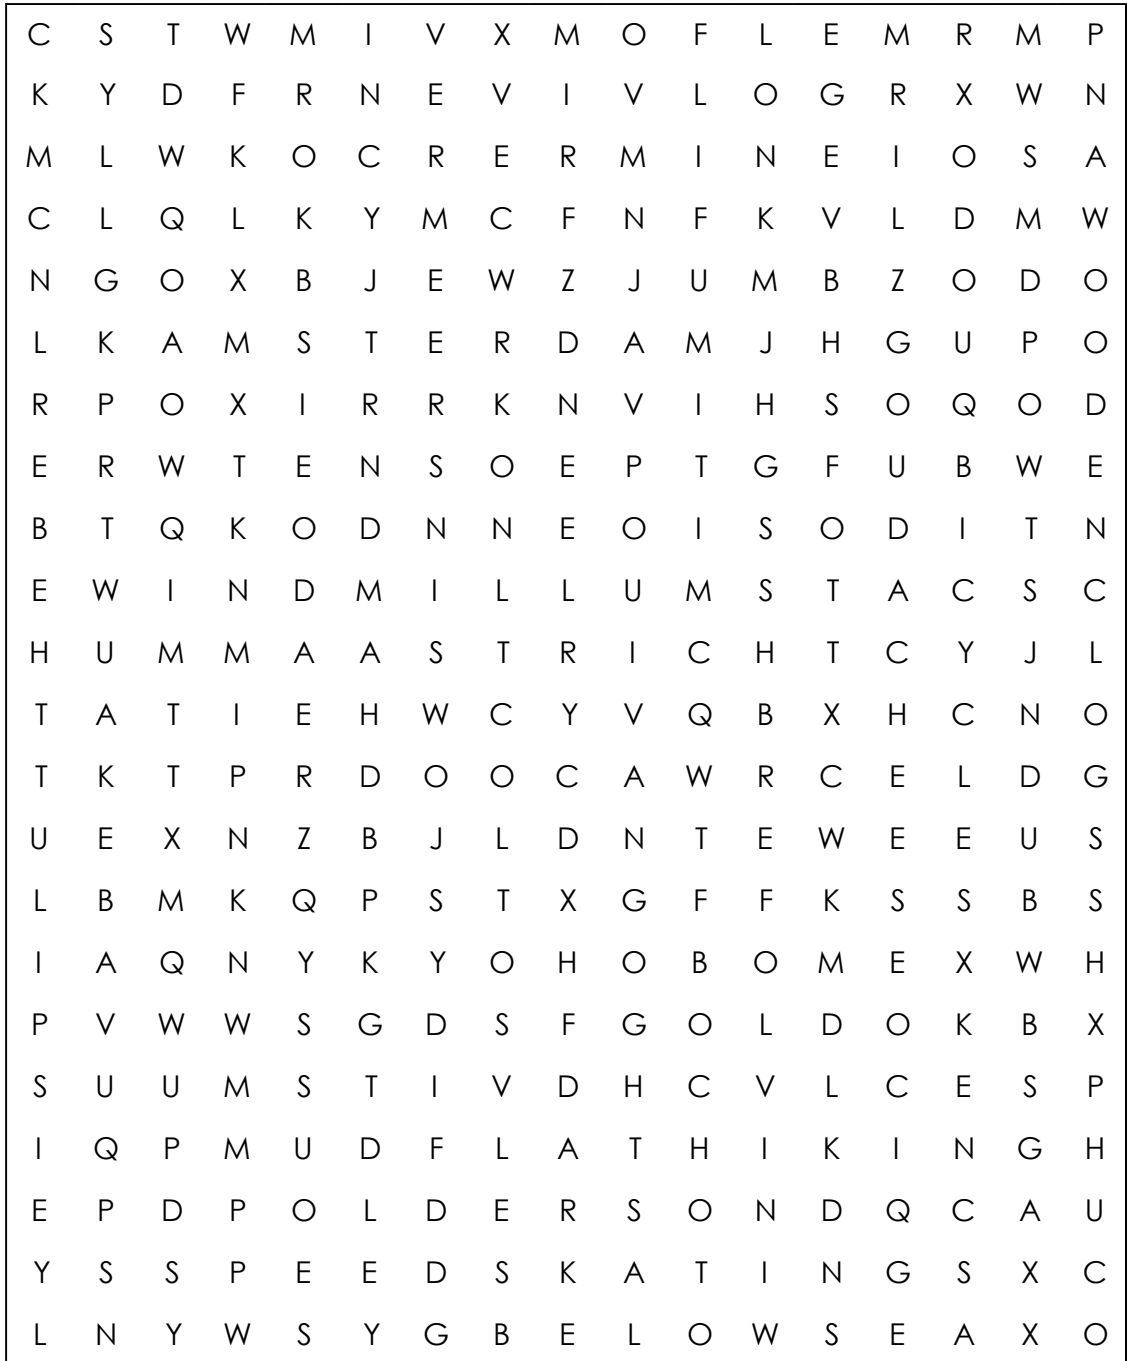 C S T W M I V X M O F L E M R M P
K Y D F R N E V I V L O G R X W N
M L W K O C R E R M I N E I O S A
C L Q L K Y M C F N F K V L D M W
N G O X B J E W Z J U M B Z O D O
L K A M S T E R D A M J H G U P O
R P O X I R R K N V I H S O Q O D
E R W T E N S O E P T G F U B W E
B T Q K O D N N E O I S O D I T N
E W I N D M I L L U M S T A C S C
H U M M A A S T R I C H T C Y J L
T A T I E H W C Y V Q B X H C N O
T K T P R D O O C A W R C E L D G
U E X N Z B J L D N T E W E E U S
L B M K Q P S T X G F F K S S B S
I A Q N Y K Y O H O B O M E X W H
P V W W S G D S F G O L D O K B X
S U U M S T I V D H C V L C E S P
I Q P M U D F L A T H I K I N G H
E P D P O L D E R S O N D Q C A U
Y S S P E E D S K A T I N G S X C
L N Y W S Y G B E L O W S E A X O